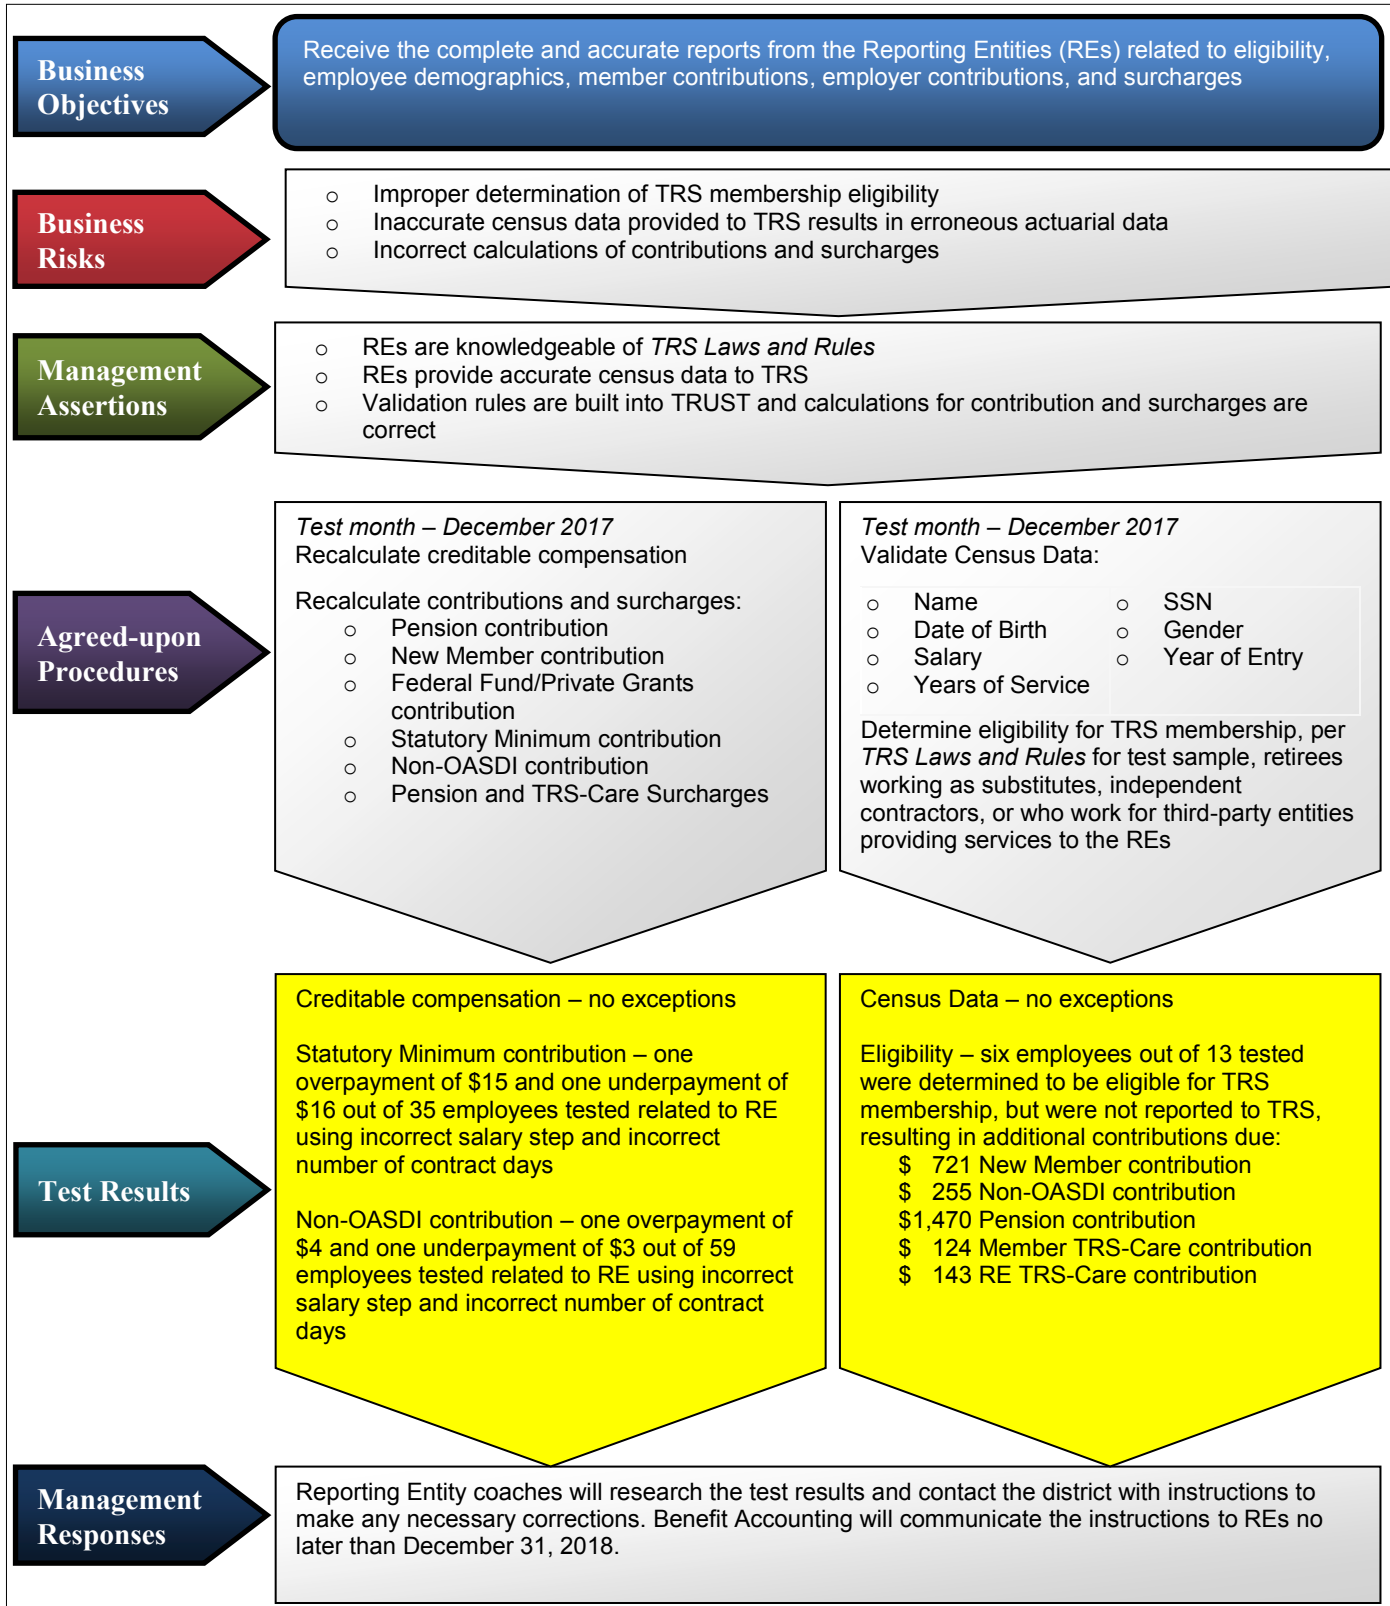 Business
Objectives
Receive the complete and accurate reports from the Reporting Entities (REs) related to eligibility,
employee demographics, member contributions, employer contributions, and surcharges
Business
Risks
o Improper determination of TRS membership eligibility
o Inaccurate census data provided to TRS results in erroneous actuarial data
o Incorrect calculations of contributions and surcharges
Management
Assertions
o REs are knowledgeable of TRS Laws and Rules
o REs provide accurate census data to TRS
o Validation rules are built into TRUST and calculations for contribution and surcharges are
correct
Agreed-upon
Procedures
Test month – December 2017
Recalculate creditable compensation
Recalculate contributions and surcharges:
o Pension contribution
o New Member contribution
o Federal Fund/Private Grants
contribution
o Statutory Minimum contribution
o Non-OASDI contribution
o Pension and TRS-Care Surcharges
Test month – December 2017
Validate Census Data:
o Name
o Date of Birth
o Salary
o Years of Service
o SSN
o Gender
o Year of Entry
Determine eligibility for TRS membership, per
TRS Laws and Rules for test sample, retirees
working as substitutes, independent
contractors, or who work for third-party entities
providing services to the REs
Test Results
Creditable compensation – no exceptions
Statutory Minimum contribution – one
overpayment of $15 and one underpayment of
$16 out of 35 employees tested related to RE
using incorrect salary step and incorrect
number of contract days
Non-OASDI contribution – one overpayment of
$4 and one underpayment of $3 out of 59
employees tested related to RE using incorrect
salary step and incorrect number of contract
days
Census Data – no exceptions
Eligibility – six employees out of 13 tested
were determined to be eligible for TRS
membership, but were not reported to TRS,
resulting in additional contributions due:
$ 721 New Member contribution
$ 255 Non-OASDI contribution
$1,470 Pension contribution
$ 124 Member TRS-Care contribution
$ 143 RE TRS-Care contribution
Management
Responses
Reporting Entity coaches will research the test results and contact the district with instructions to
make any necessary corrections. Benefit Accounting will communicate the instructions to REs no
later than December 31, 2018.